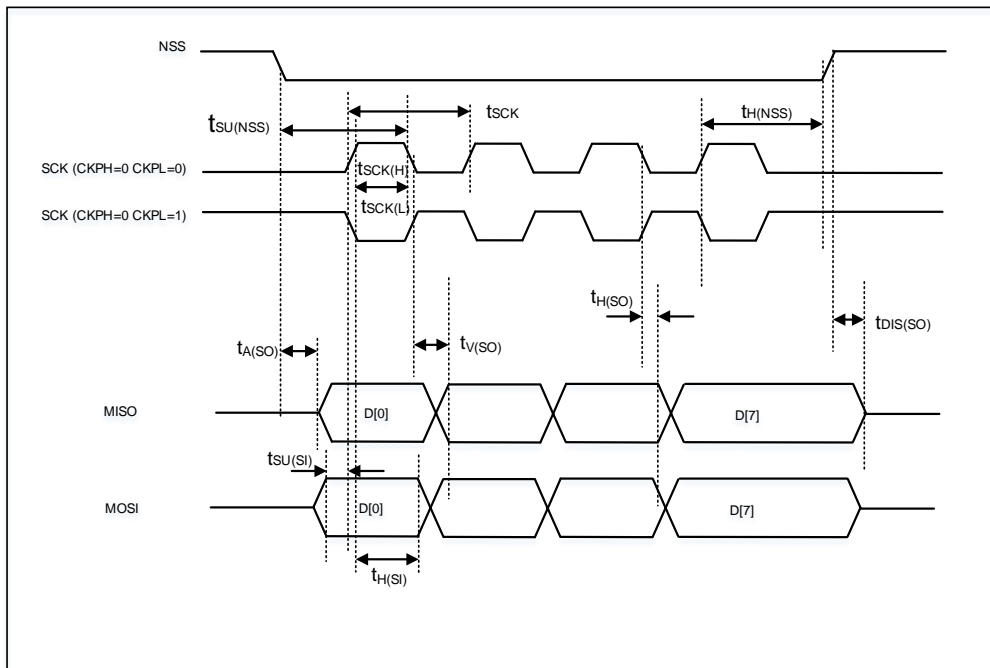 NSS
tSCK
tH(NSS)
tSU(NSS)
SCK (CKPH=0 CKPL=0)
tSCK(H)
tSCK(L)
SCK (CKPH=0 CKPL=1)
tH(SO)
tDIS(SO)
tV(SO)
tA(SO)
MISO
D[0]
D[7]
tSU(SI)
MOSI
D[0]
D[7]
tH(SI)